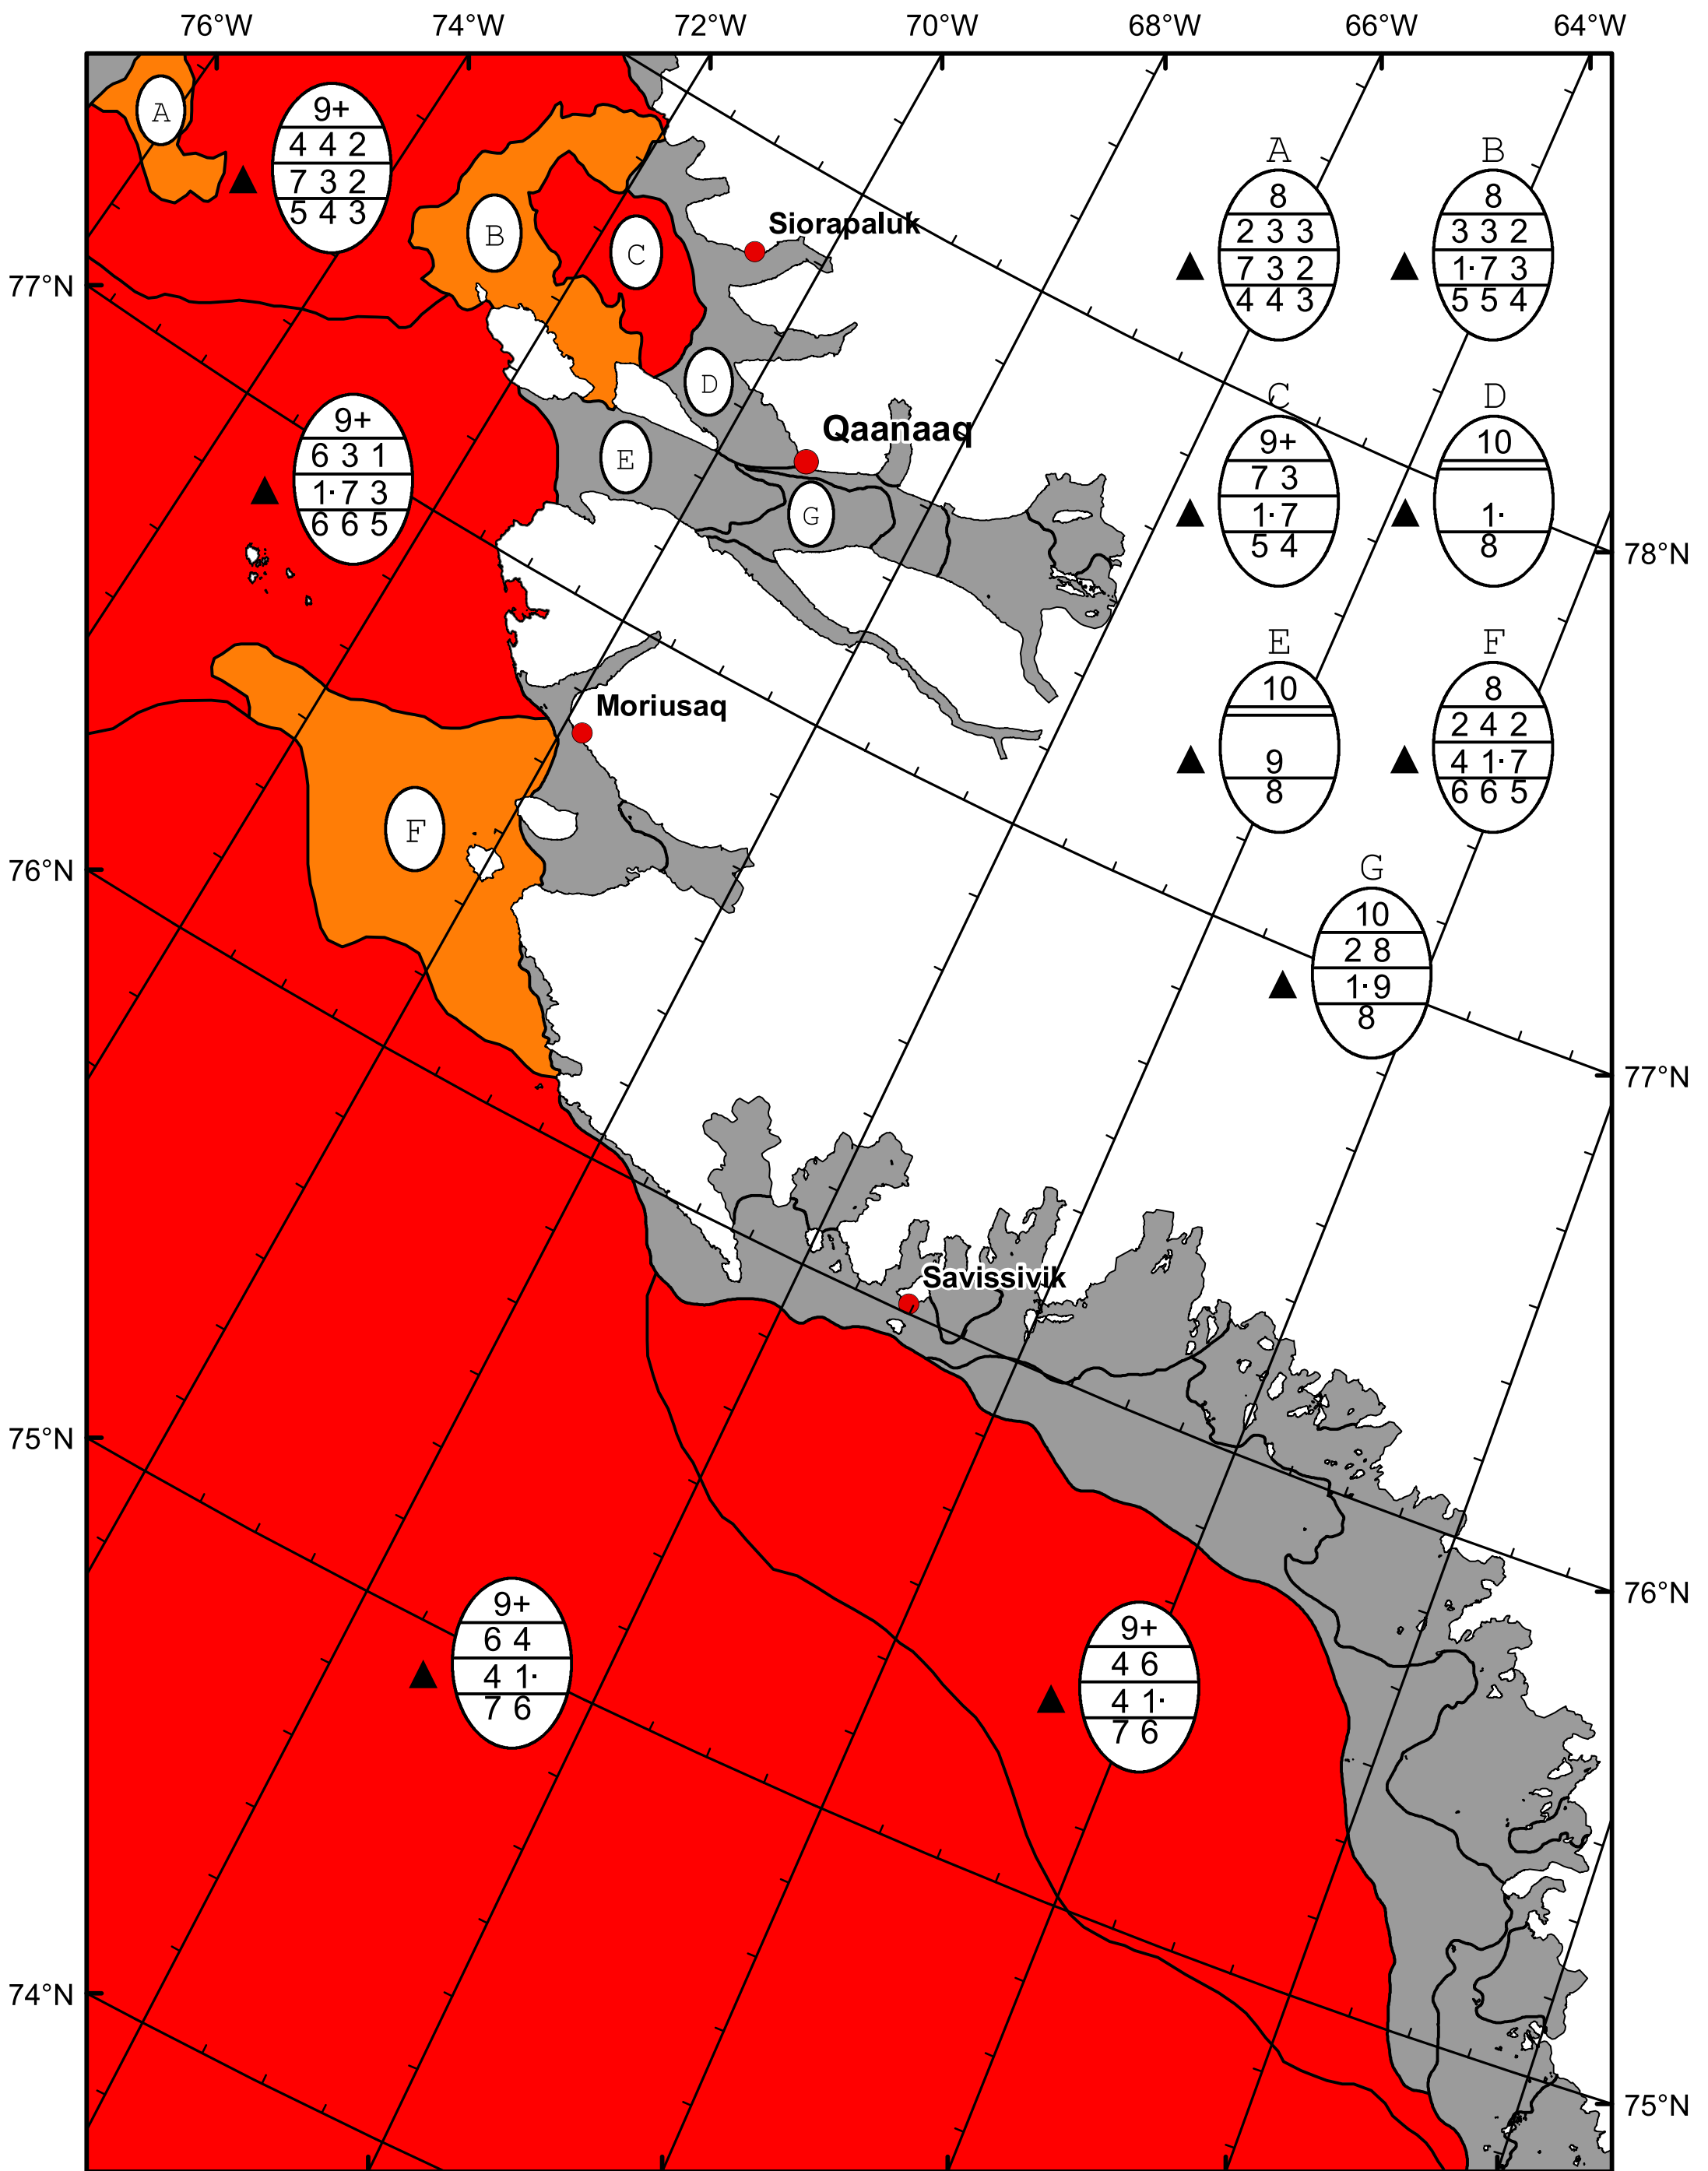 76°W 74°W 72°W 70°W 68°W 66°W 64°W
A
9+
4 4 2
7 3 2
5 4 3
B
C
Siorapaluk
A
8
2 3 3
7 3 2
4 4 3
B
8
3 3 2
1· 7 3
5 5 4
77°N
D
Qaanaaq
E
G
9+
6 3 1
1· 7 3
6 6 5
C
9+
7 3
1· 7
5 4
D
10
1·
8
78°N
Moriusaq
E
10
9
8
F
8
2 4 2
4 1· 7
6 6 5
F
76°N
G
10
2 8
1· 9
8
77°N
Savissivik
75°N
9+
6 4
4 1·
7 6
9+
4 6
4 1·
7 6
76°N
74°N
75°N